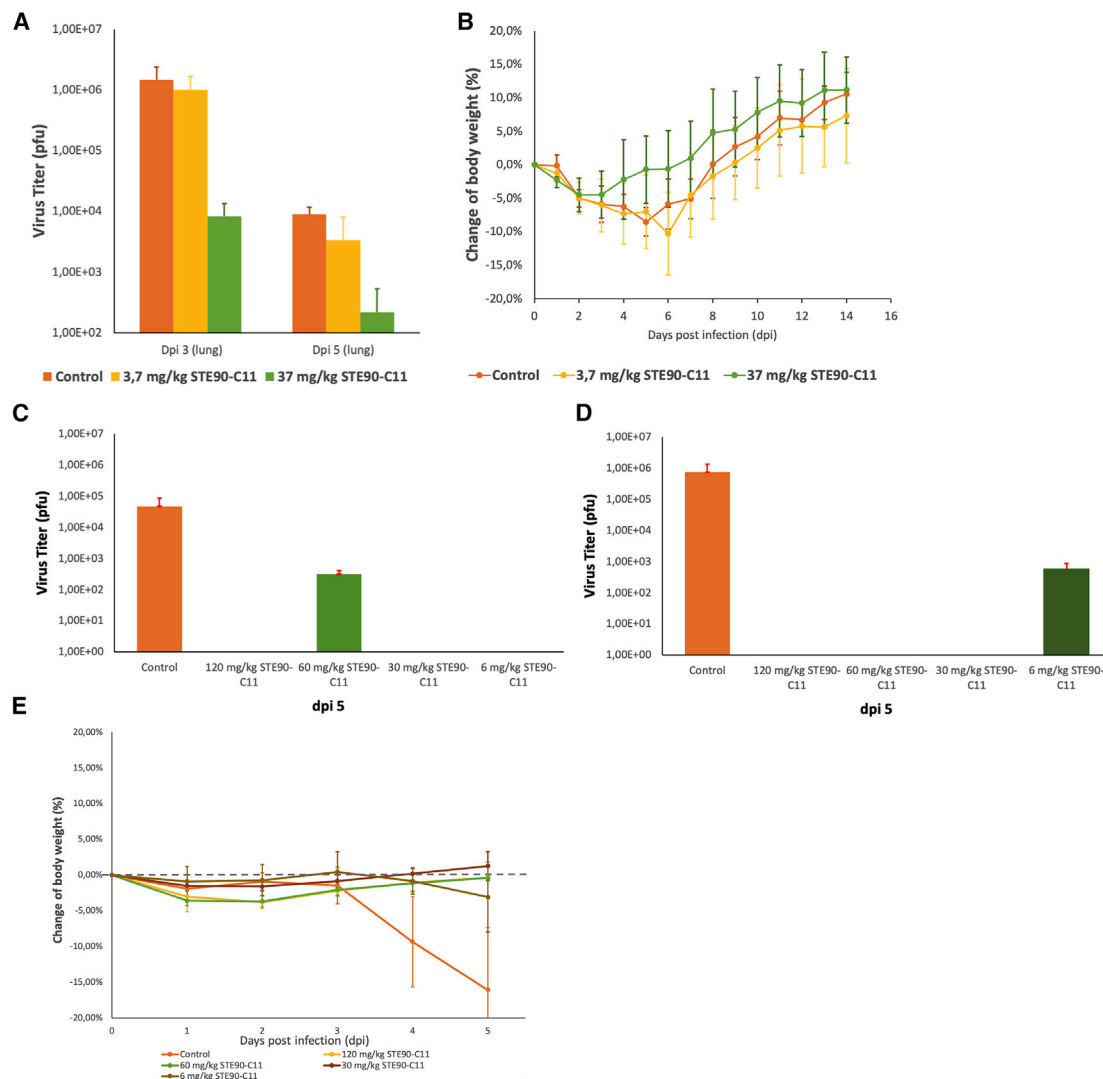 A
1,00E+07
1,00E+06
1,00E+05
1,00E+04
1,00E+03
1,00E+02
Virus Titer (pfu)
Dpi 3 (lung) Dpi 5 (lung)
Control 3,7 mg/kg STE90-C11 37 mg/kg STE90-C11
B
20,0%
15,0%
10,0%
5,0%
0,0%
-5,0%
-10,0%
-15,0%
-20,0%
Change of body weight (%)
0 2 4 6 8 10 12 14 16
Days post infection (dpi)
Control 3,7 mg/kg STE90-C11 37 mg/kg STE90-C11
C
1,00E+07
1,00E+06
1,00E+05
1,00E+04
1,00E+03
1,00E+02
1,00E+01
1,00E+00
Virus Titer (pfu)
Control 120 mg/kg STE90- 60 mg/kg STE90- 30 mg/kg STE90- 6 mg/kg STE90-
C11 C11 C11 C11
dpi 5
D
1,00E+07
1,00E+06
1,00E+05
1,00E+04
1,00E+03
1,00E+02
1,00E+01
1,00E+00
Virus Titer (pfu)
Control 120 mg/kg STE90- 60 mg/kg STE90- 30 mg/kg STE90- 6 mg/kg STE90-
C11 C11 C11 C11
dpi 5
E
20,00%
15,00%
10,00%
5,00%
0,00%
-5,00%
-10,00%
-15,00%
-20,00%
Change of body weight (%)
0 1 2 3 4 5
Days post infection (dpi)
Control 120 mg/kg STE90-C11
60 mg/kg STE90-C11 30 mg/kg STE90-C11
6 mg/kg STE90-C11